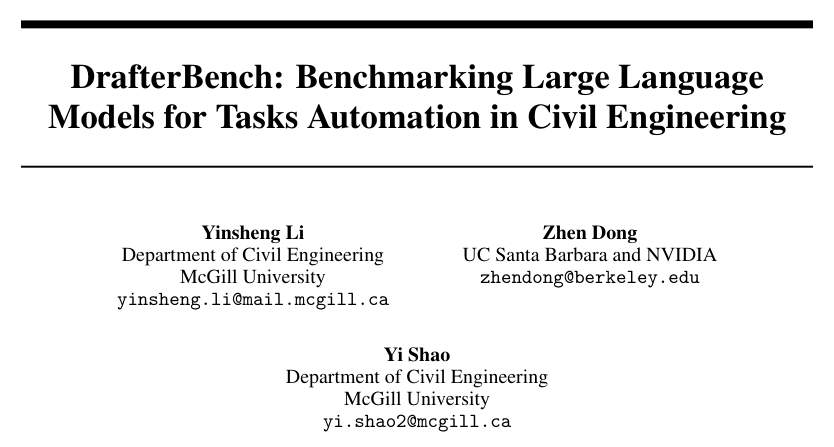 DrafterBench: Benchmarking Large Language
Models for Tasks Automation in Civil Engineering
Yinsheng Li
Department of Civil Engineering
McGill University
yinsheng.li@mail.mcgill.ca
Zhen Dong
UC Santa Barbara and NVIDIA
zhendong@berkeley.edu
Yi Shao
Department of Civil Engineering
McGill University
yi.shao2@mcgill.ca